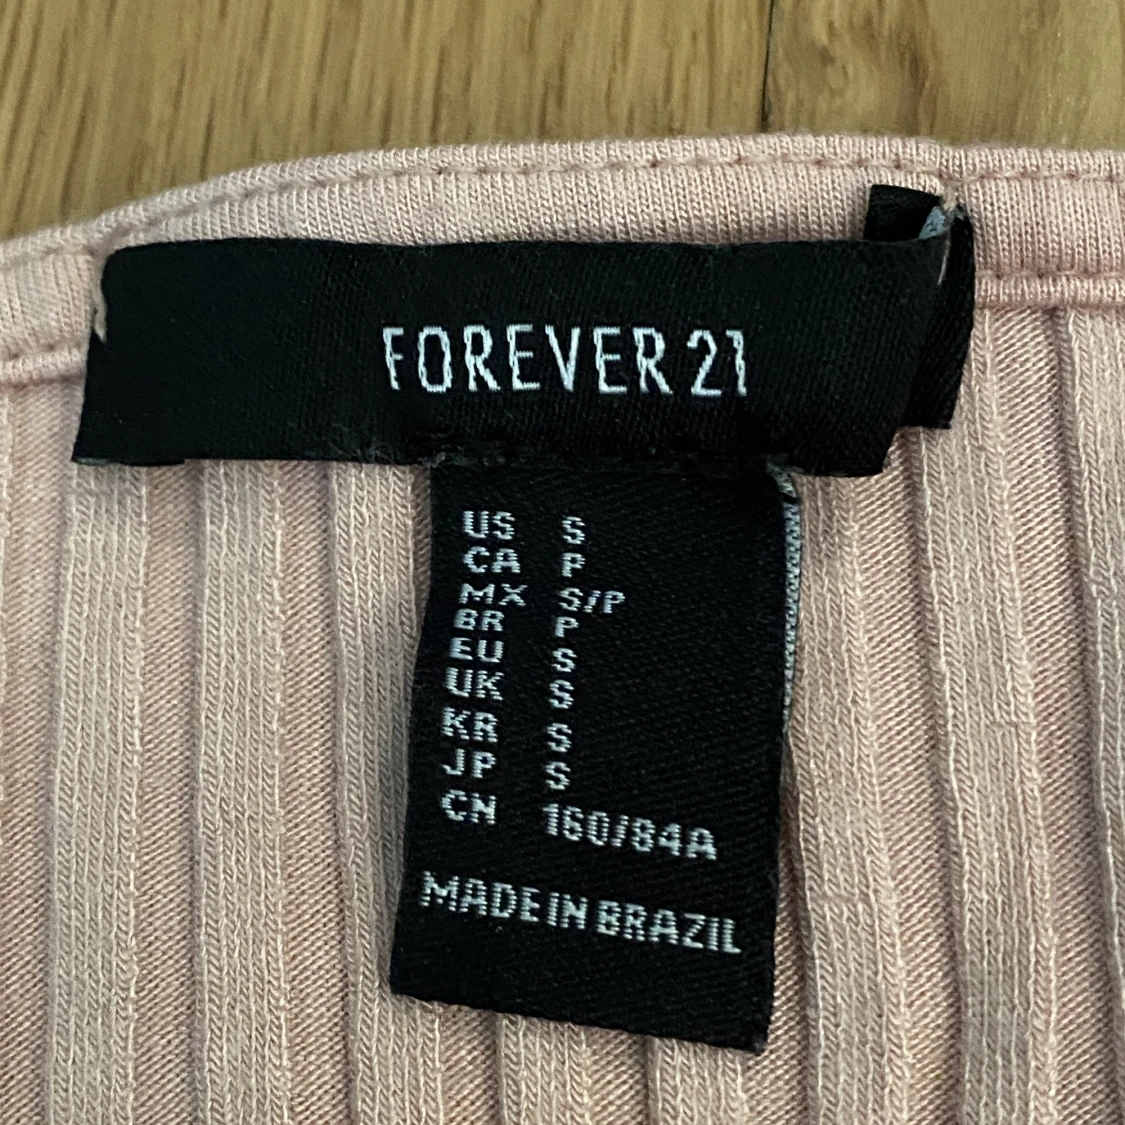 FOREVER 21
US S
CA P
MX S/P
BR P
EU S
UK S
KR S
JP S
CN 160/84A
MADE IN BRAZIL